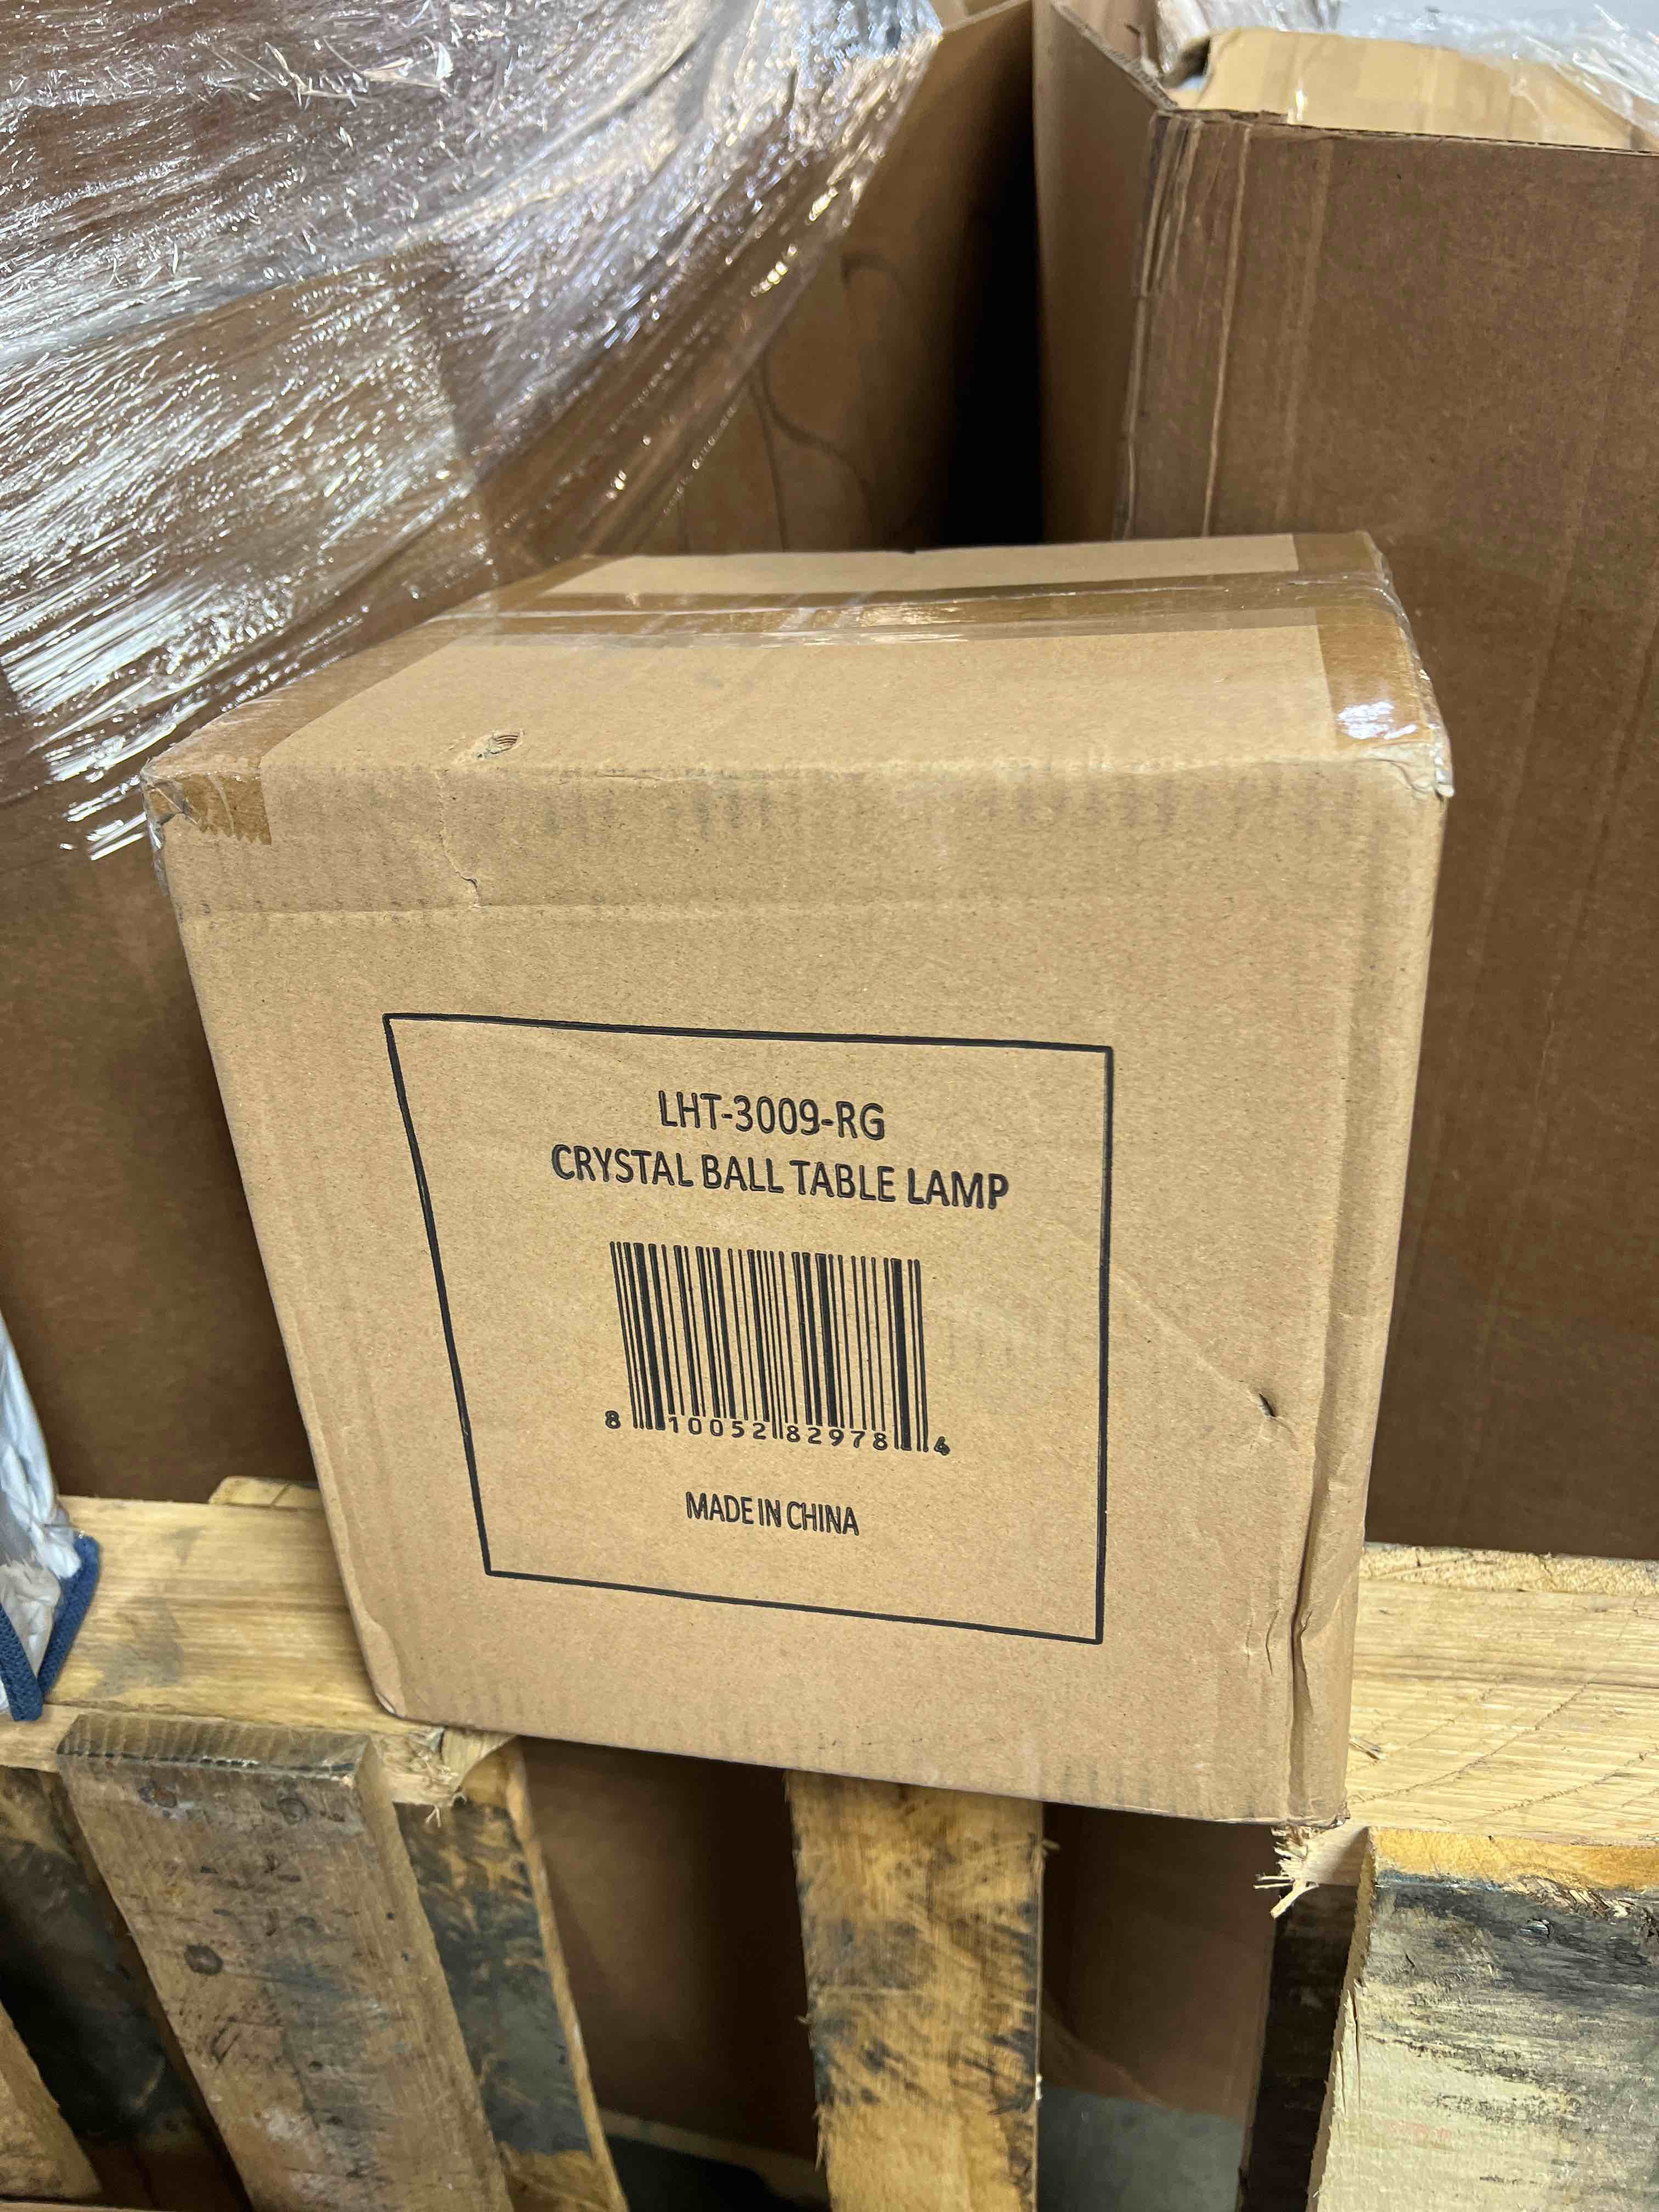 LHT-3009-RG
CRYSTAL BALL TABLE LAMP
8 10052 82978 4
MADE IN CHINA